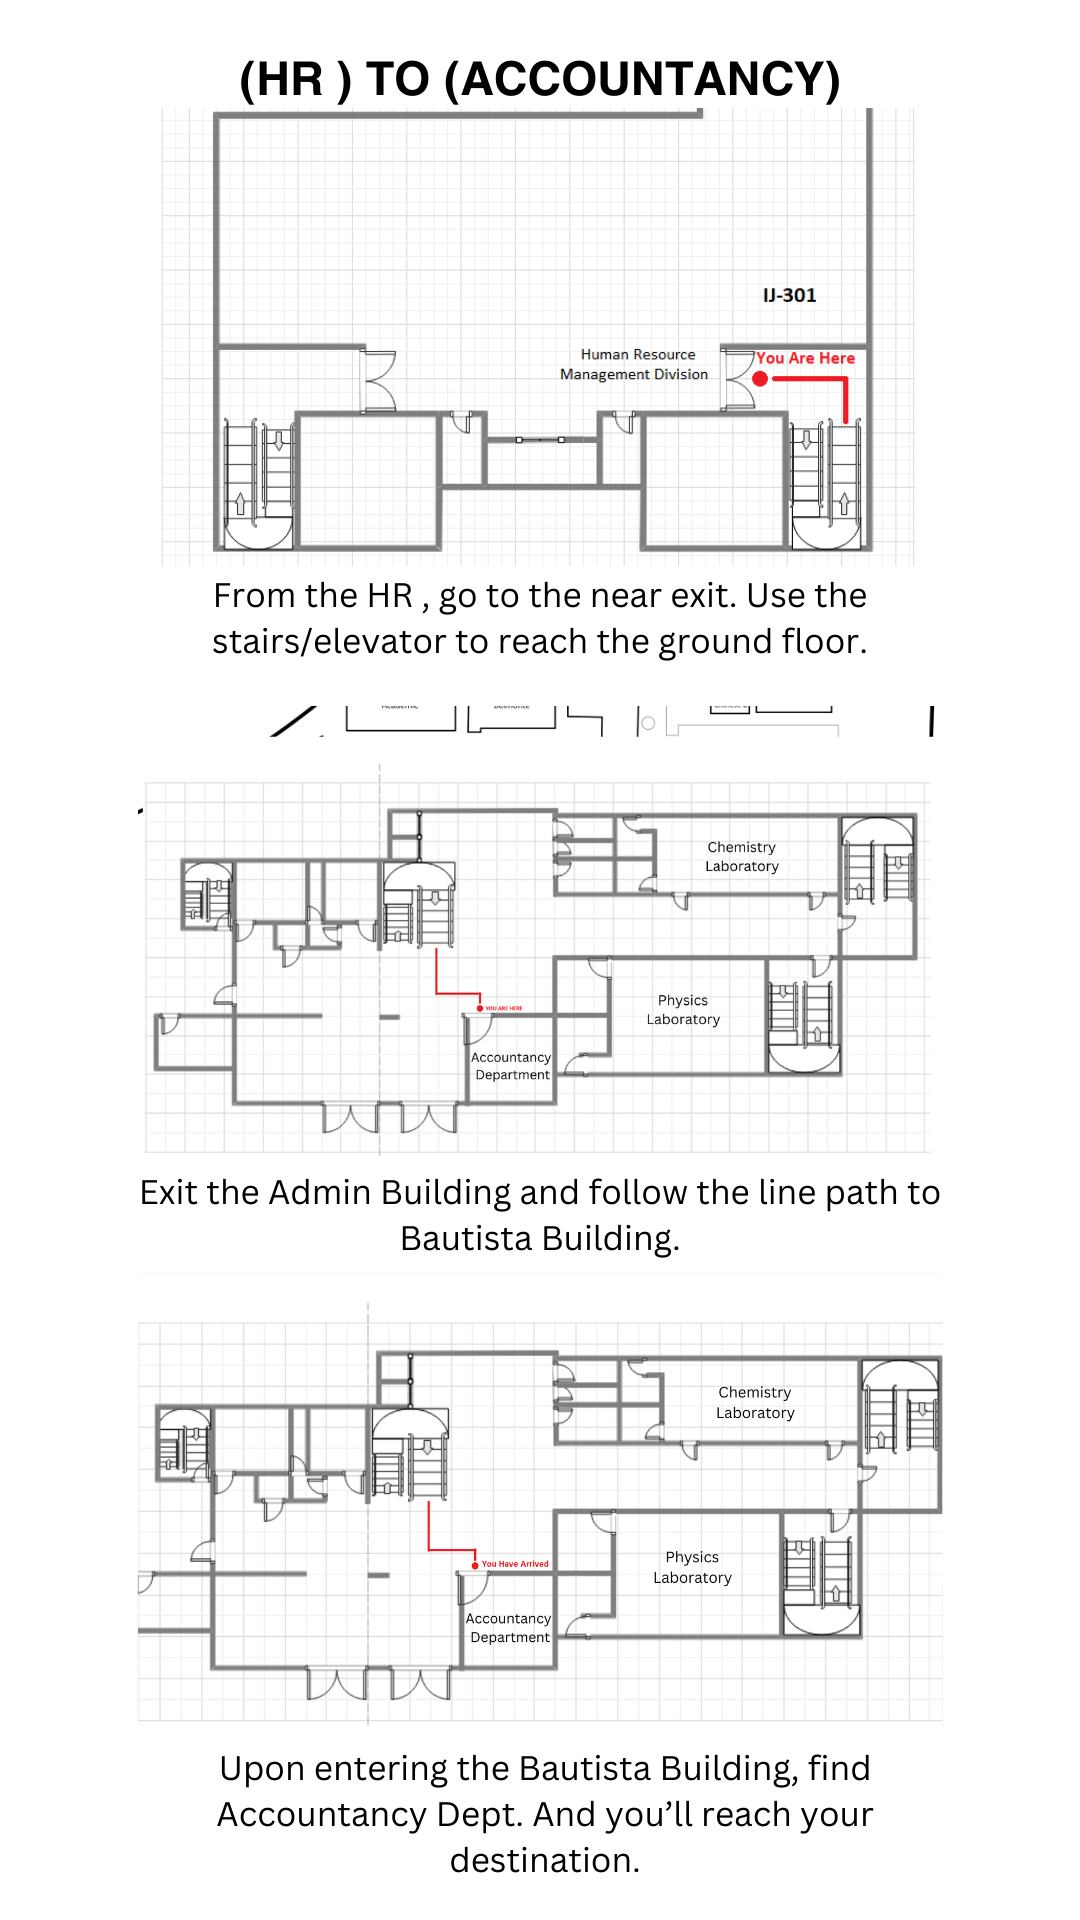 (HR ) TO (ACCOUNTANCY)
IJ-301
Human Resource
Management Division
You Are Here
From the HR , go to the near exit. Use the
stairs/elevator to reach the ground floor.
Chemistry
Laboratory
Physics
Laboratory
YOU ARE HERE
Accountancy
Department
Exit the Admin Building and follow the line path to
Bautista Building.
Chemistry
Laboratory
Physics
Laboratory
You Have Arrived
Accountancy
Department
Upon entering the Bautista Building, find
Accountancy Dept. And you’ll reach your
destination.